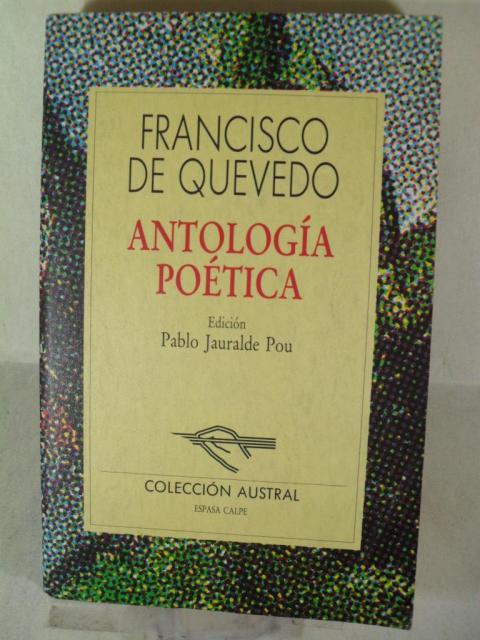 FRANCISCO
DE QUEVEDO
ANTOLOGÍA
POÉTICA
Edición
Pablo Jauralde Pou
COLECCIÓN AUSTRAL
ESPASA CALPE